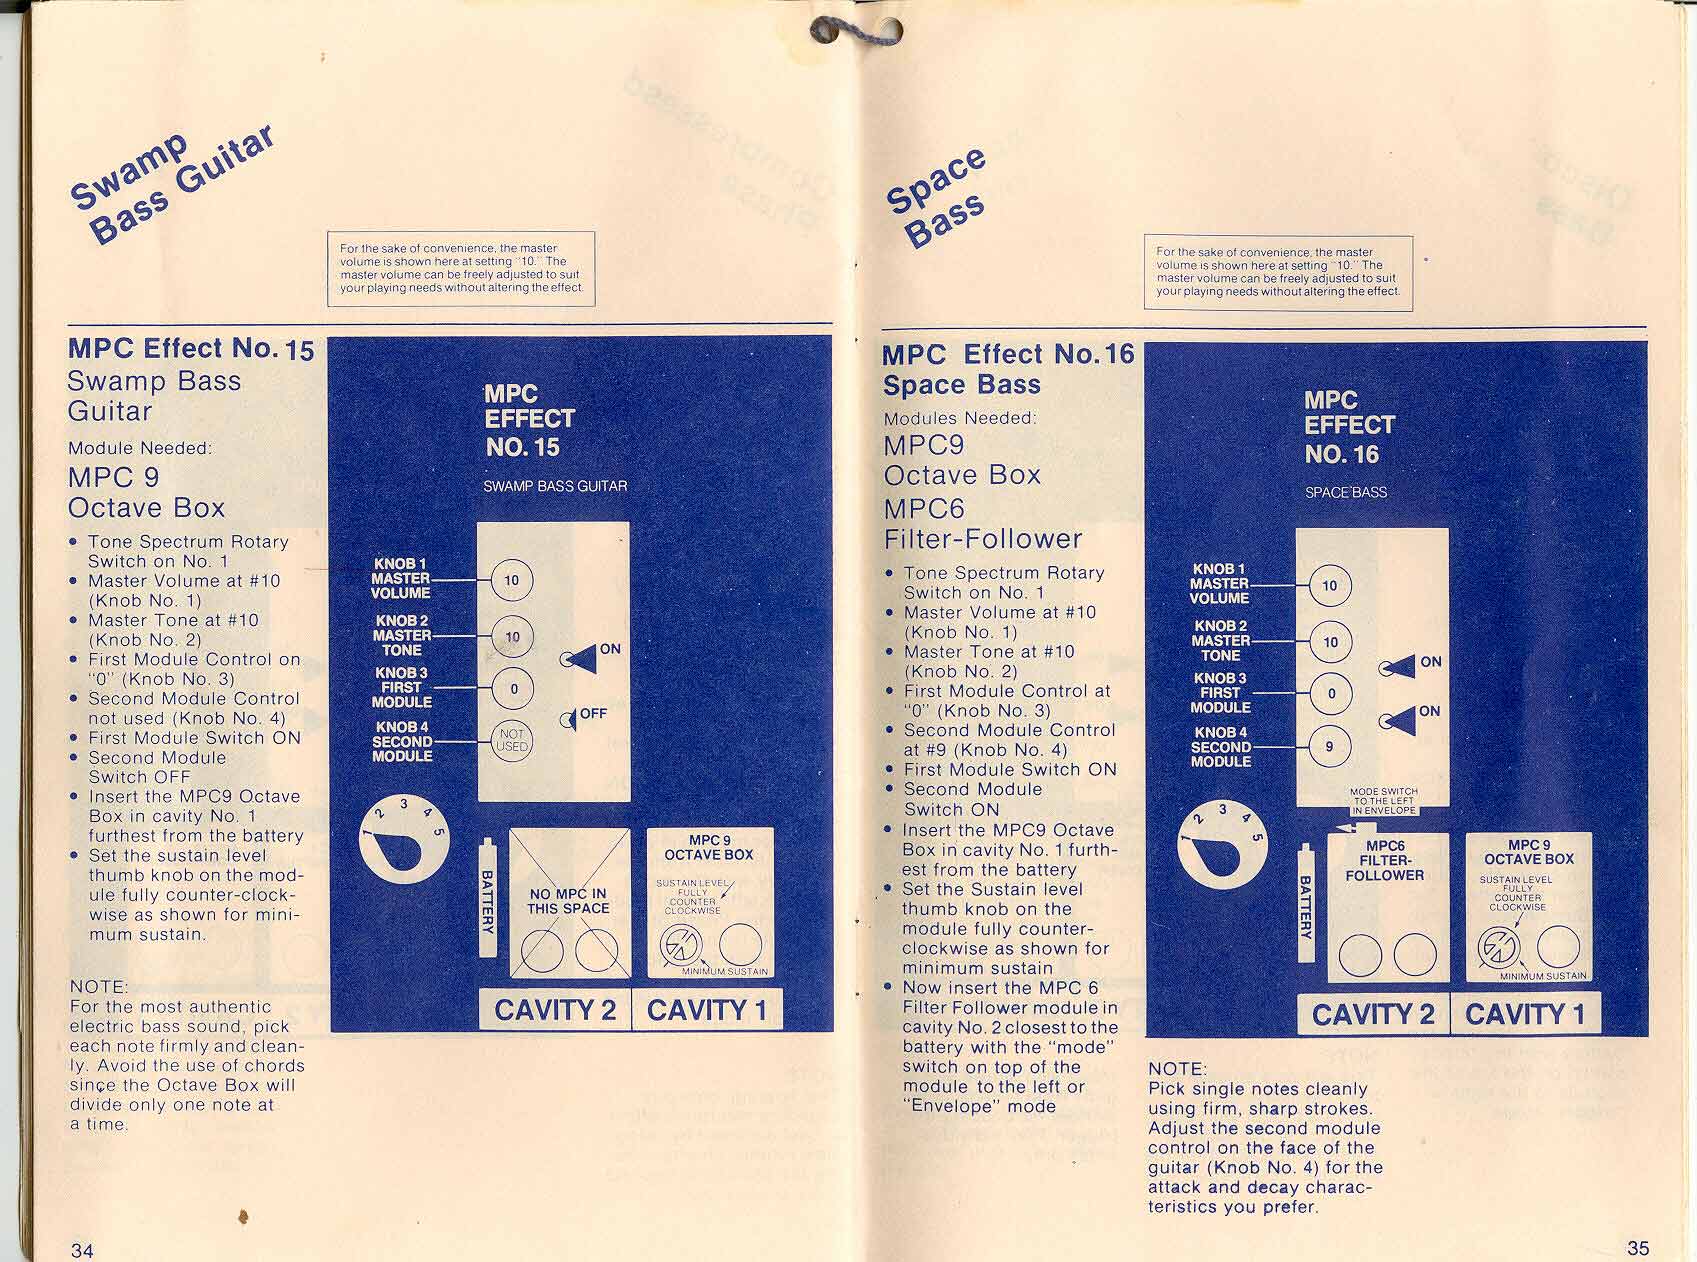 Swamp
Bass Guitar
For the sake of convenience, the master
volume is shown here at setting "10." The
master volume can be freely adjusted to suit
your playing needs without altering the effect.
MPC Effect No. 15
Swamp Bass
Guitar
Module Needed:
MPC 9
Octave Box
• Tone Spectrum Rotary
Switch on No. 1
• Master Volume at #10
(Knob No. 1)
• Master Tone at #10
(Knob No. 2)
• First Module Control on
"0" (Knob No. 3)
• Second Module Control
not used (Knob No. 4)
• First Module Switch ON
• Second Module
Switch OFF
• Insert the MPC9 Octave
Box in cavity No. 1
furthest from the battery
• Set the sustain level
thumb knob on the mod-
ule fully counter-clock-
wise as shown for mini-
mum sustain.
NOTE:
For the most authentic
electric bass sound, pick
each note firmly and clean-
ly. Avoid the use of chords
since the Octave Box will
divide only one note at
a time.
34
MPC
EFFECT
NO. 15
SWAMP BASS GUITAR
KNOB 1
MASTER
VOLUME
10
KNOB 2
MASTER
TONE
10
KNOB 3
FIRST
MODULE
0
KNOB 4
SECOND
MODULE
NOT
USED
ON
OFF
1 2 3 4 5
BATTERY
NO MPC IN
THIS SPACE
MPC 9
OCTAVE BOX
SUSTAIN LEVEL
FULLY
COUNTER
CLOCKWISE
MINIMUM SUSTAIN
CAVITY 2
CAVITY 1
Space
Bass
For the sake of convenience, the master
volume is shown here at setting "10." The
master volume can be freely adjusted to suit
your playing needs without altering the effect.
MPC Effect No. 16
Space Bass
Modules Needed:
MPC9
Octave Box
MPC6
Filter-Follower
• Tone Spectrum Rotary
Switch on No. 1
• Master Volume at #10
(Knob No. 1)
• Master Tone at #10
(Knob No. 2)
• First Module Control at
"0" (Knob No. 3)
• Second Module Control
at #9 (Knob No. 4)
• First Module Switch ON
• Second Module
Switch ON
• Insert the MPC9 Octave
Box in cavity No. 1 furth-
est from the battery
• Set the Sustain level
thumb knob on the
module fully counter-
clockwise as shown for
minimum sustain
• Now insert the MPC 6
Filter Follower module in
cavity No. 2 closest to the
battery with the "mode"
switch on top of the
module to the left or
"Envelope" mode
MPC
EFFECT
NO. 16
SPACE BASS
KNOB 1
MASTER
VOLUME
10
KNOB 2
MASTER
TONE
10
KNOB 3
FIRST
MODULE
0
KNOB 4
SECOND
MODULE
9
ON
ON
MODE SWITCH
TO THE LEFT
IN ENVELOPE
1 2 3 4 5
BATTERY
MPC6
FILTER-
FOLLOWER
MPC 9
OCTAVE BOX
SUSTAIN LEVEL
FULLY
COUNTER
CLOCKWISE
MINIMUM SUSTAIN
CAVITY 2
CAVITY 1
NOTE:
Pick single notes cleanly
using firm, sharp strokes.
Adjust the second module
control on the face of the
guitar (Knob No. 4) for the
attack and decay charac-
teristics you prefer.
35